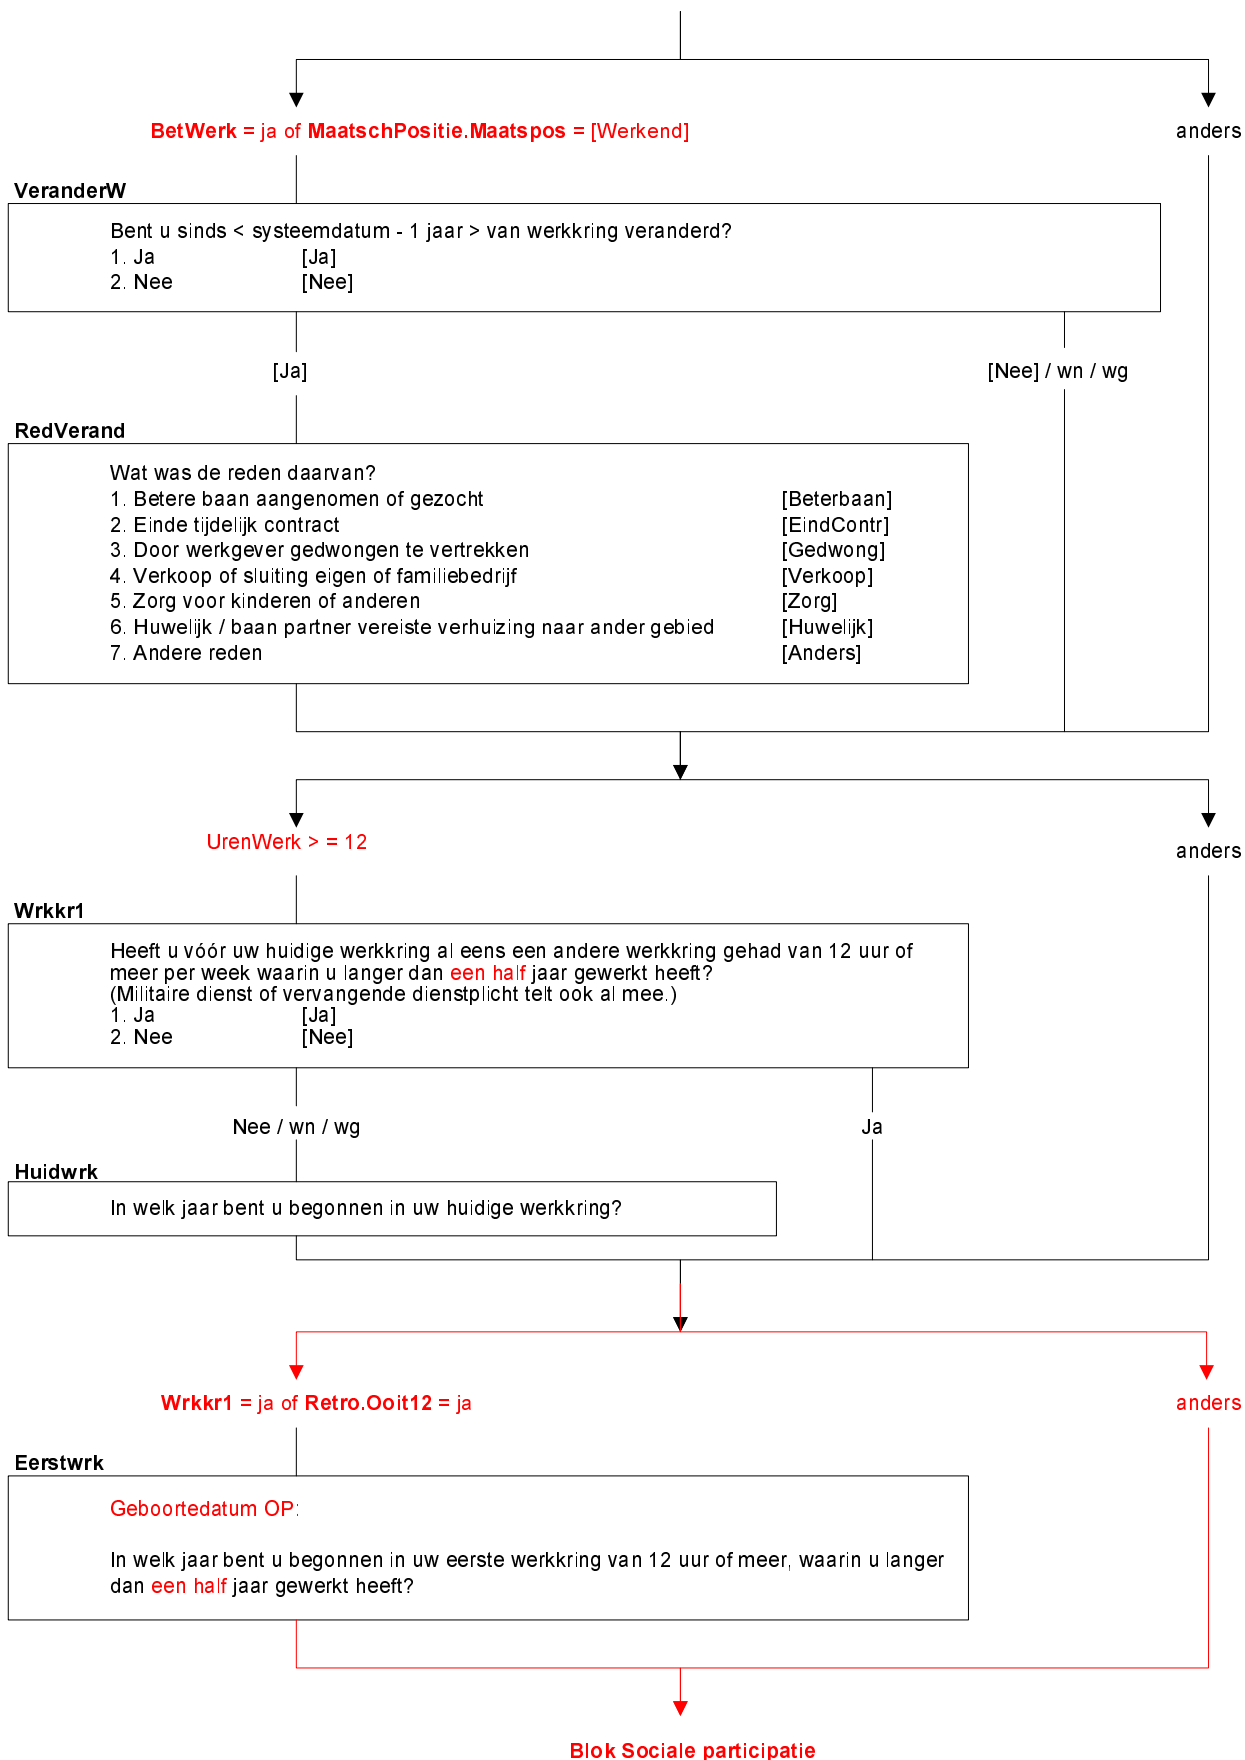 BetWerk = ja of MaatschPositie.Maatspos = [Werkend]
anders
VeranderW
Bent u sinds < systeemdatum - 1 jaar > van werkkring veranderd?
1. Ja [Ja]
2. Nee [Nee]
[Ja]
[Nee] / wn / wg
RedVerand
Wat was de reden daarvan?
1. Betere baan aangenomen of gezocht [Beterbaan]
2. Einde tijdelijk contract [EindContr]
3. Door werkgever gedwongen te vertrekken [Gedwong]
4. Verkoop of sluiting eigen of familiebedrijf [Verkoop]
5. Zorg voor kinderen of anderen [Zorg]
6. Huwelijk / baan partner vereiste verhuizing naar ander gebied [Huwelijk]
7. Andere reden [Anders]
UrenWerk > = 12
anders
Wrkkr1
Heeft u vóór uw huidige werkkring al eens een andere werkkring gehad van 12 uur of
meer per week waarin u langer dan een half jaar gewerkt heeft?
(Militaire dienst of vervangende dienstplicht telt ook al mee.)
1. Ja [Ja]
2. Nee [Nee]
Nee / wn / wg
Ja
Huidwrk
In welk jaar bent u begonnen in uw huidige werkkring?
Wrkkr1 = ja of Retro.Ooit12 = ja
anders
Eerstwrk
Geboortedatum OP:
In welk jaar bent u begonnen in uw eerste werkkring van 12 uur of meer, waarin u langer
dan een half jaar gewerkt heeft?
Blok Sociale participatie